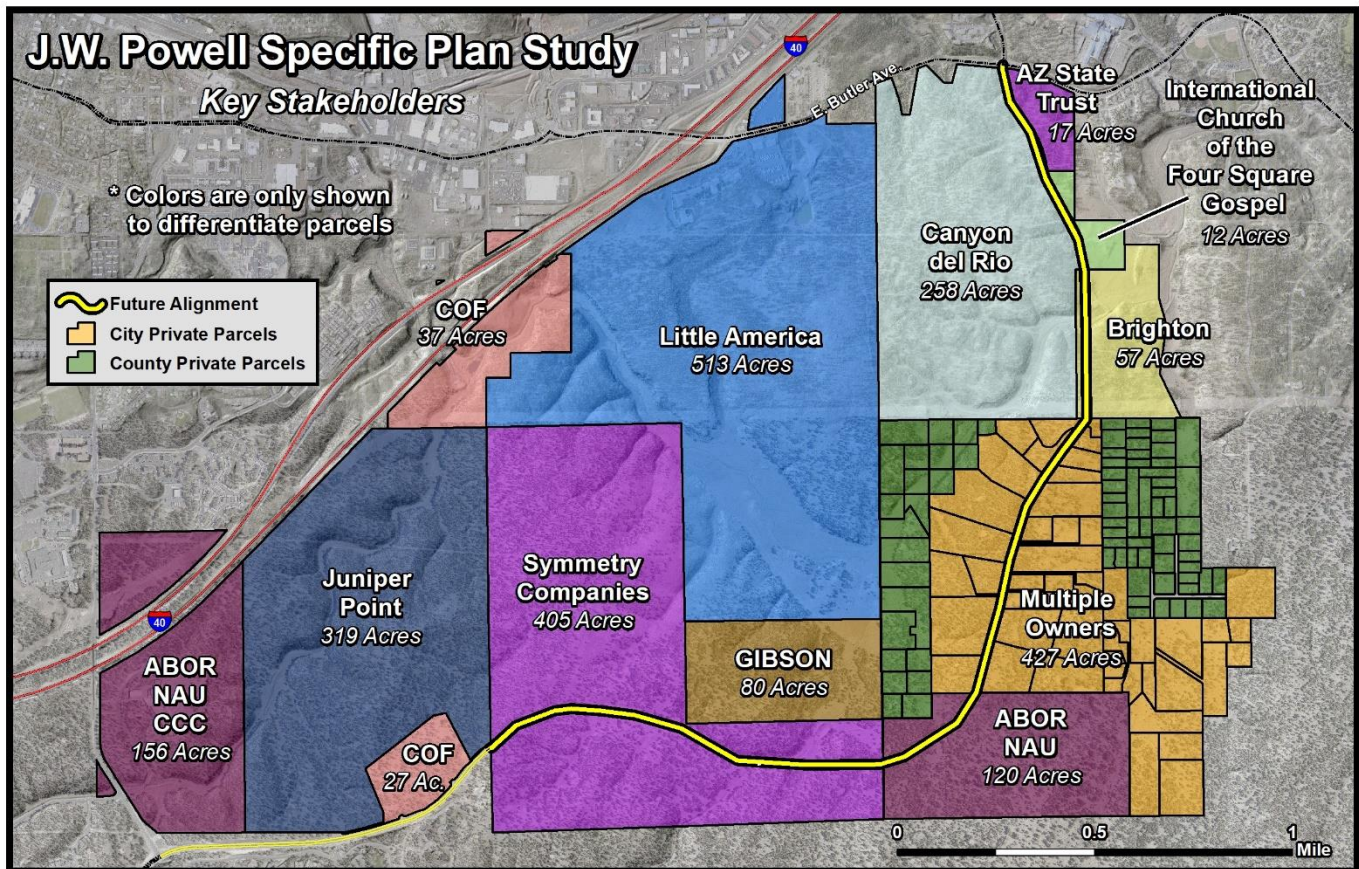 J.W. Powell Specific Plan Study
Key Stakeholders
* Colors are only shown
to differentiate parcels
Future Alignment
City Private Parcels
County Private Parcels
40
E. Butler Ave.
AZ State
Trust
17 Acres
International
Church
of the
Four Square
Gospel
12 Acres
Canyon
del Rio
258 Acres
COF
37 Acres
Little America
513 Acres
Brighton
57 Acres
Juniper
Point
319 Acres
Symmetry
Companies
405 Acres
Multiple
Owners
427 Acres
40
ABOR
NAU
CCC
156 Acres
GIBSON
80 Acres
COF
27 Ac.
ABOR
NAU
120 Acres
0 0.5 1
Mile